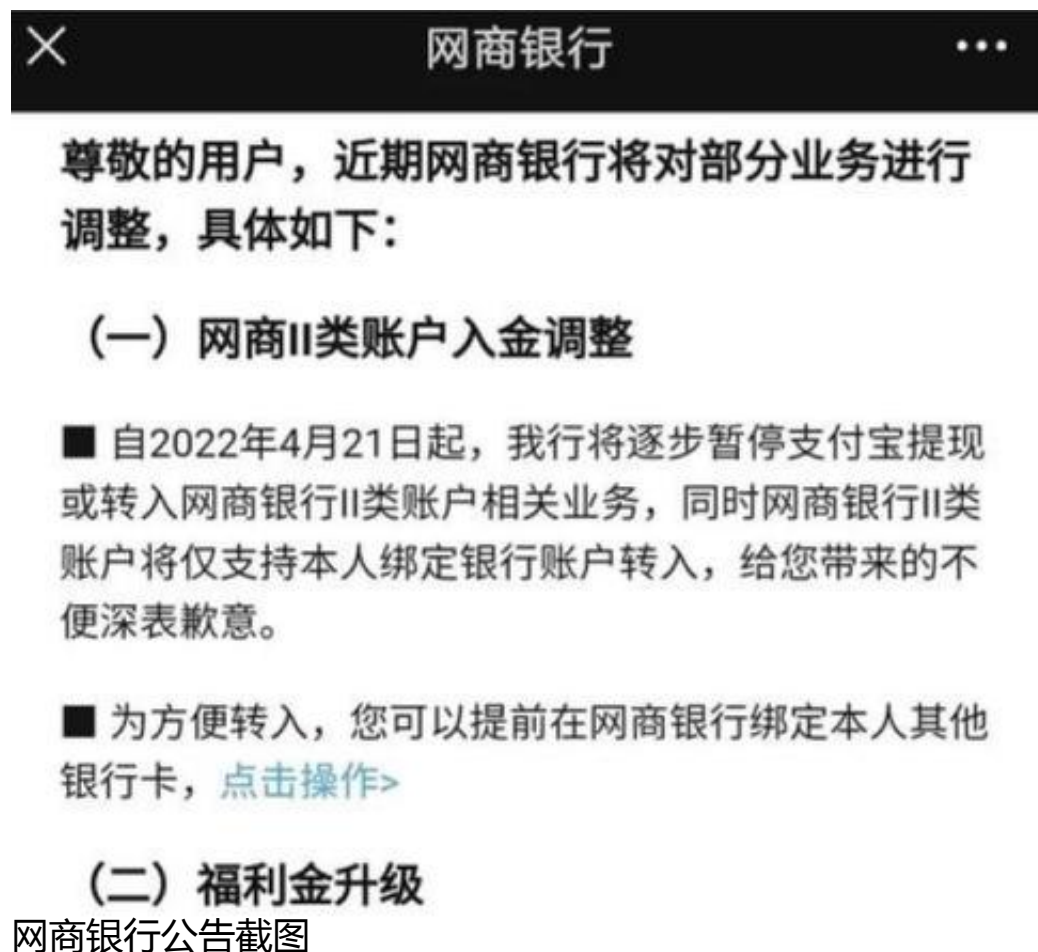 网商银行
尊敬的用户，近期网商银行将对部分业务进行
调整，具体如下：
（一）网商II类账户入金调整
■ 自2022年4月21日起，我行将逐步暂停支付宝提现
或转入网商银行II类账户相关业务，同时网商银行II类
账户将仅支持本人绑定银行账户转入，给您带来的不
便深表歉意。
■ 为方便转入，您可以提前在网商银行绑定本人其他
银行卡，点击操作>
（二）福利金升级
网商银行公告截图